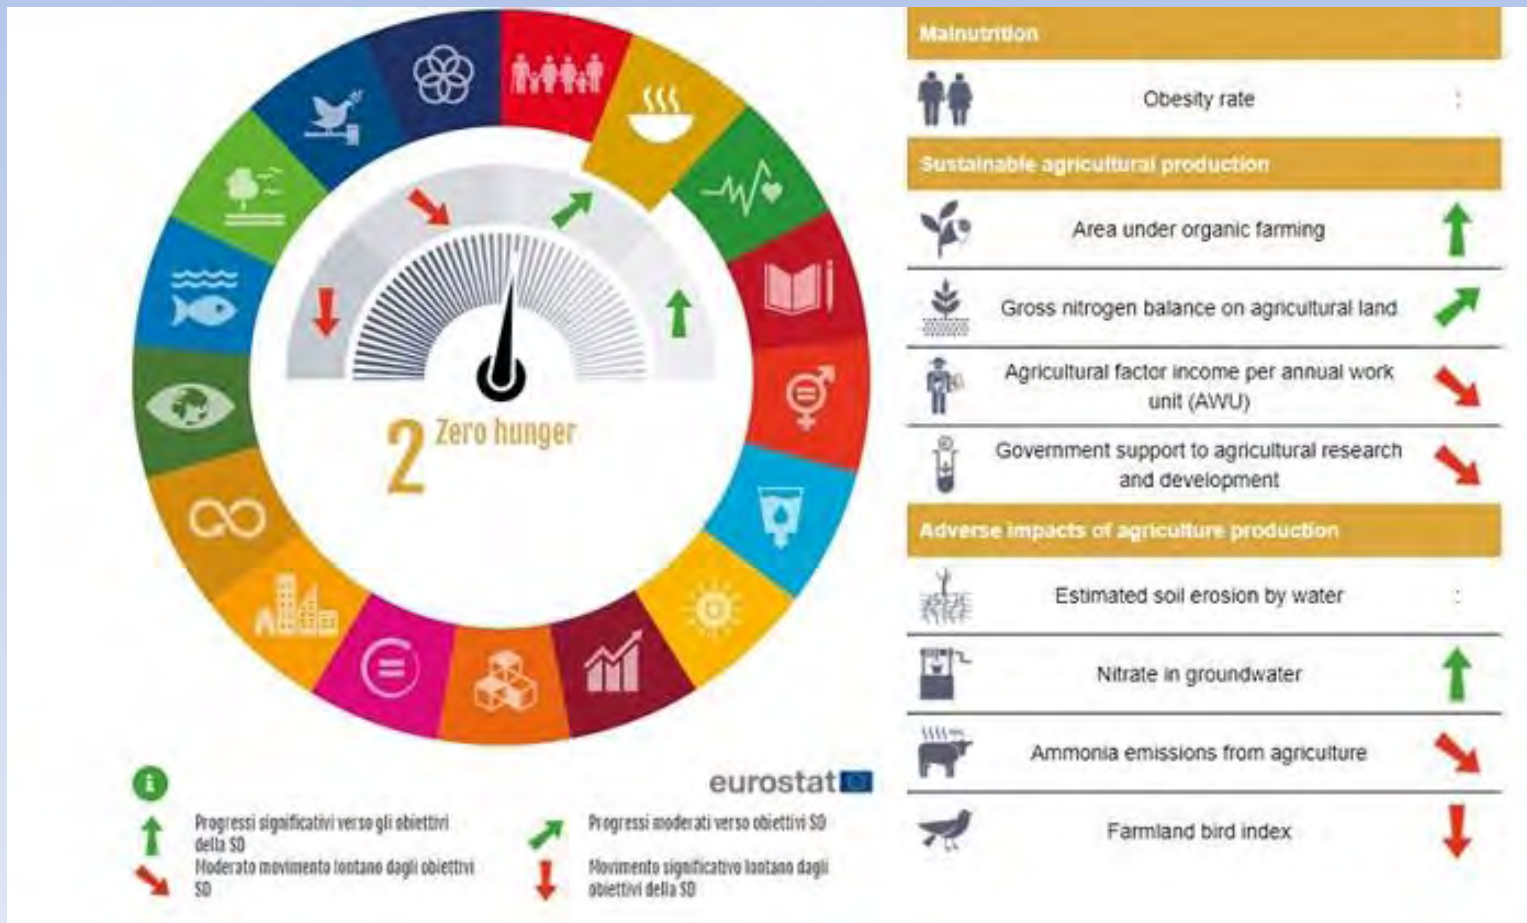 2 Zero hunger
eurostat
Progressi significativi verso gli obiettivi
della SD
Moderato movimento lontano dagli obiettivi
SD
Progressi moderati verso obiettivi SD
Movimento significativo lontano dagli
obiettivi della SD
Malnutrition
Obesity rate :
Sustainable agricultural production
Area under organic farming
Gross nitrogen balance on agricultural land
Agricultural factor income per annual work
unit (AWU)
Government support to agricultural research
and development
Adverse impacts of agriculture production
Estimated soil erosion by water :
Nitrate in groundwater
Ammonia emissions from agriculture
Farmland bird index